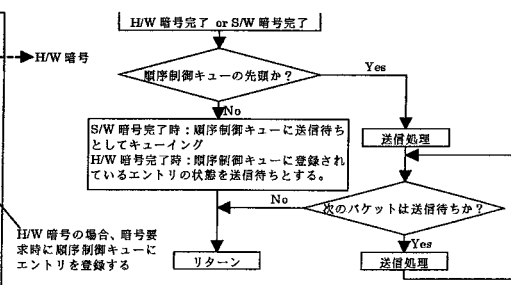 H/W 暗号完了 or S/W 暗号完了
H/W 暗号
順序制御キューの先頭か？
Yes
No
S/W 暗号完了時：順序制御キューに送信待ち
としてキューイング
H/W 暗号完了時：順序制御キューに登録され
ているエントリの状態を送信待ちとする。
送信処理
No
次のパケットは送信待ちか？
H/W 暗号の場合、暗号要
求時に順序制御キューに
エントリを登録する
リターン
Yes
送信処理